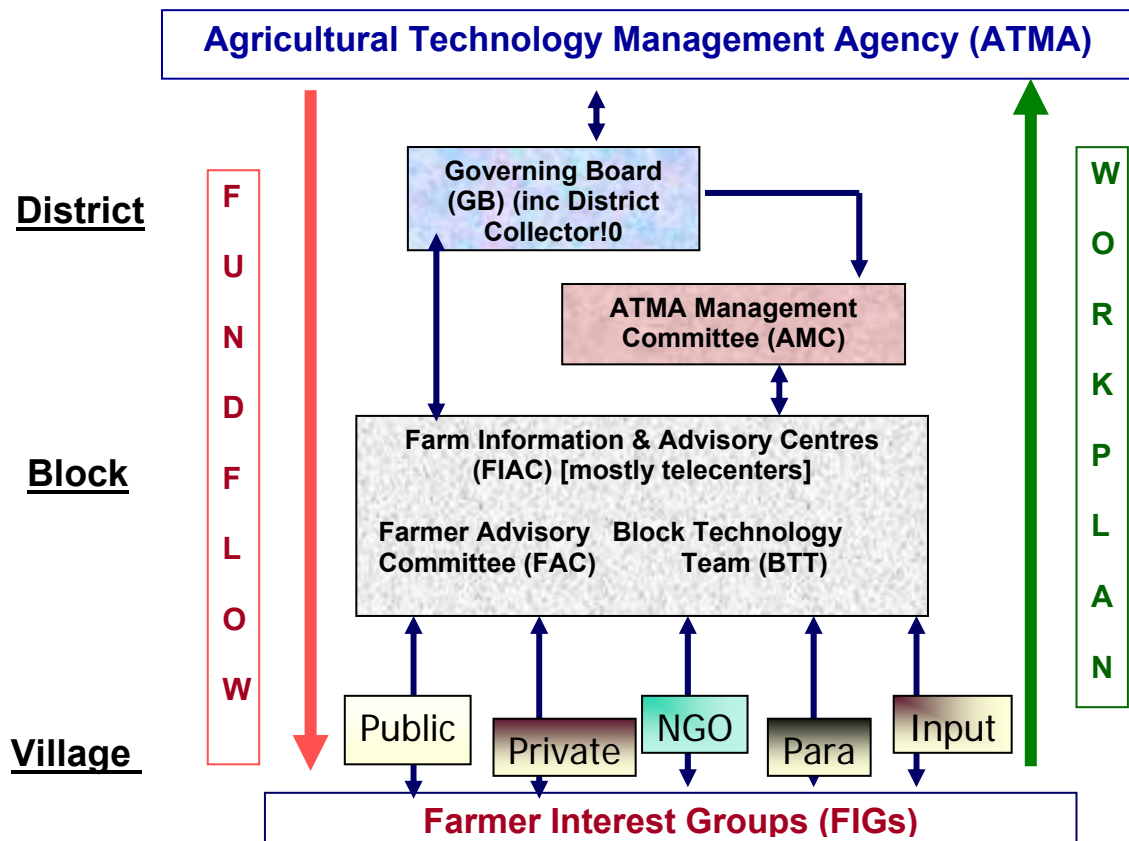 Agricultural Technology Management Agency (ATMA)
District
Block
Village
F
U
N
D
F
L
O
W
Governing Board
(GB) (inc District
Collector!0
ATMA Management
Committee (AMC)
Farm Information & Advisory Centres
(FIAC) [mostly telecenters]
Farmer Advisory Block Technology
Committee (FAC) Team (BTT)
Public
Private
NGO
Para
Input
Farmer Interest Groups (FIGs)
W
O
R
K
P
L
A
N